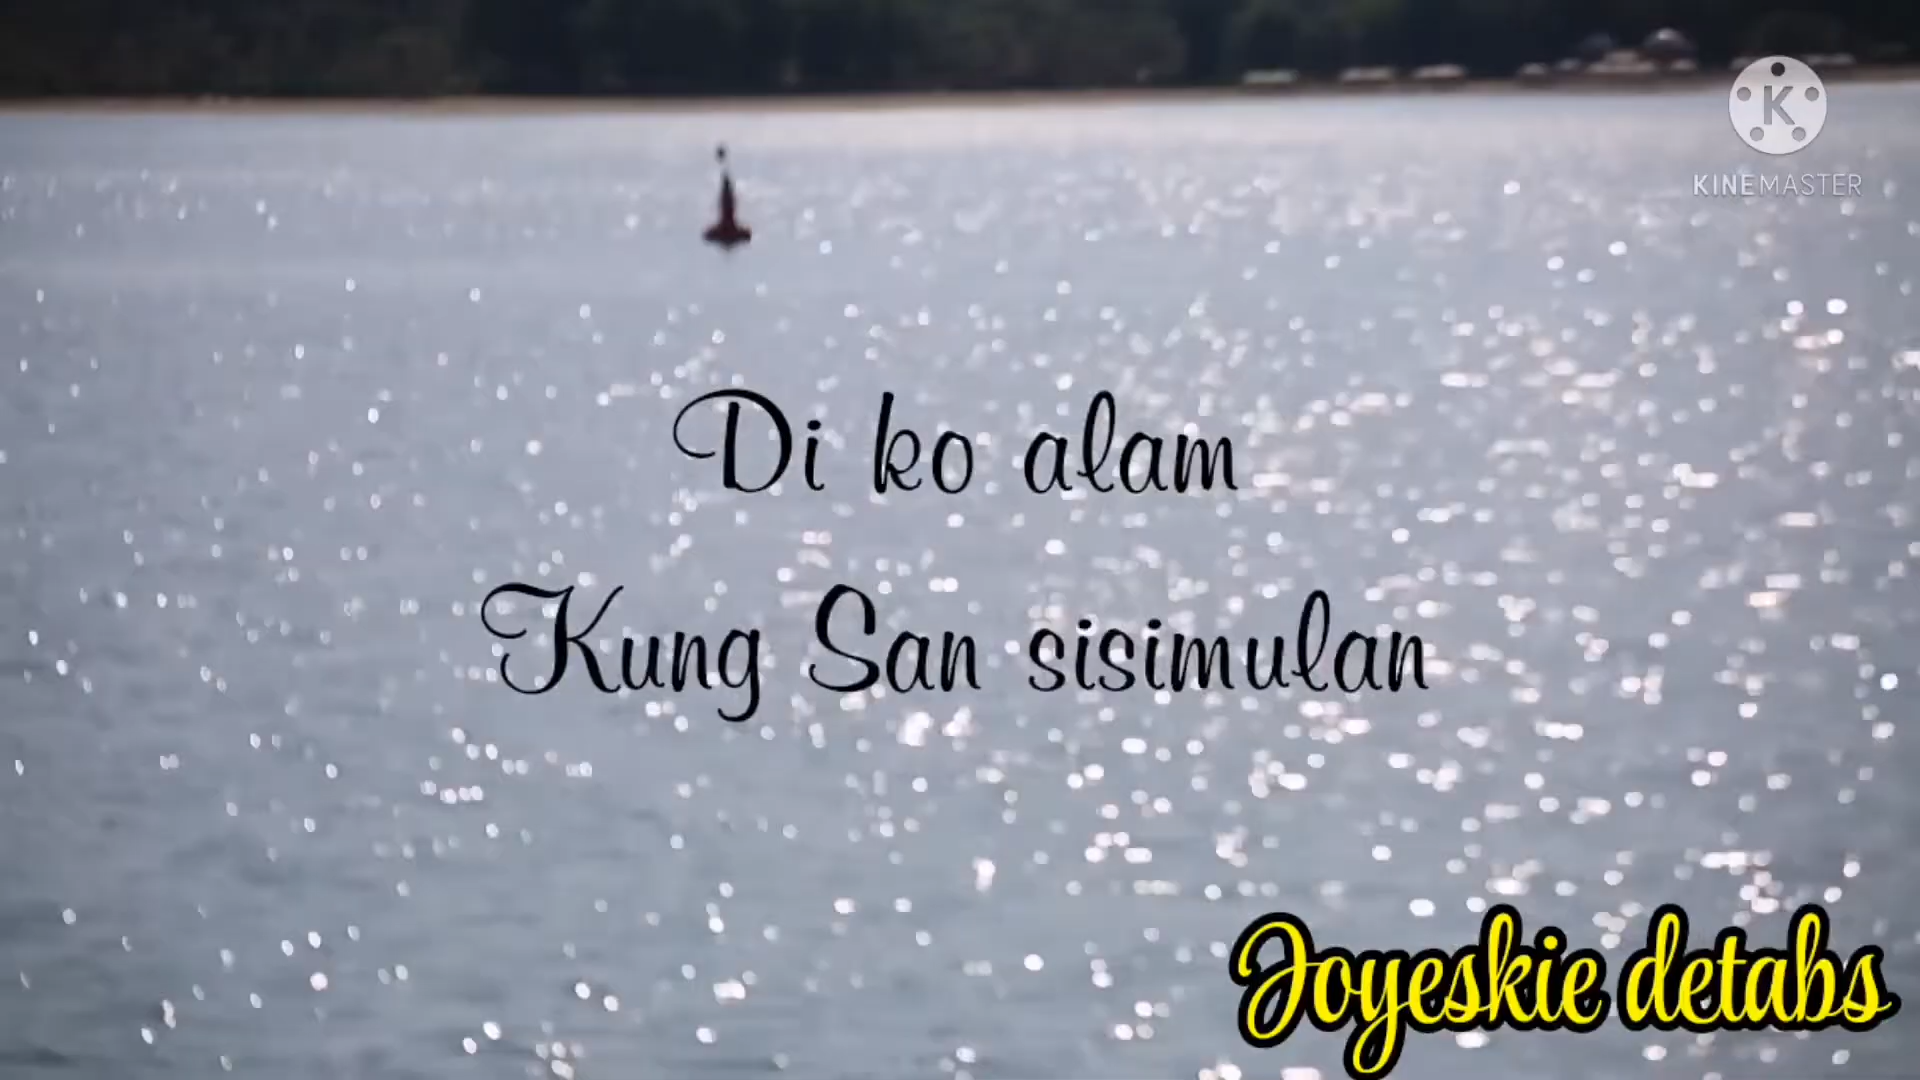 K
KINEMASTER
Di ko alam
Kung San sisimulan
Joyeskie detabs